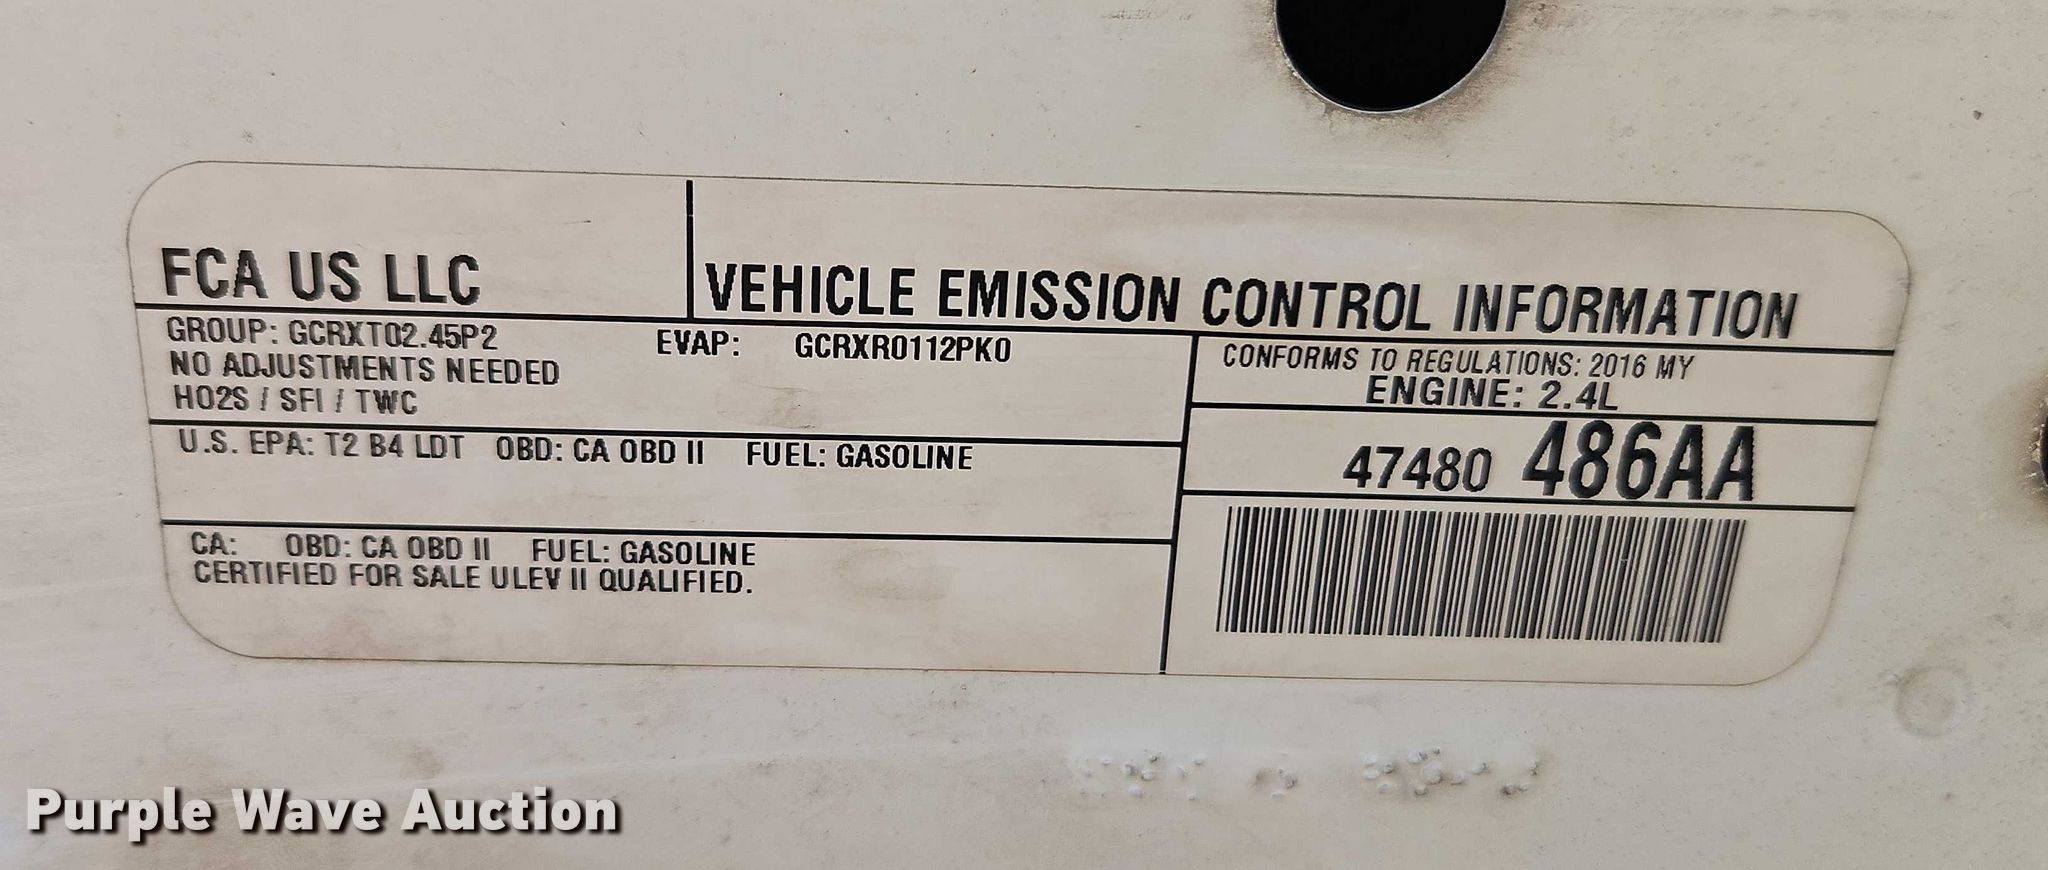 FCA US LLC
VEHICLE EMISSION CONTROL INFORMATION
GROUP: GCRXT02.45P2
EVAP: GCRXR0112PK0
NO ADJUSTMENTS NEEDED
HO2S / SFI / TWC
CONFORMS TO REGULATIONS: 2016 MY
ENGINE: 2.4L
U.S. EPA: T2 B4 LDT OBD: CA OBD II FUEL: GASOLINE
47480 486AA
CA: OBD: CA OBD II FUEL: GASOLINE
CERTIFIED FOR SALE ULEV II QUALIFIED.
Purple Wave Auction